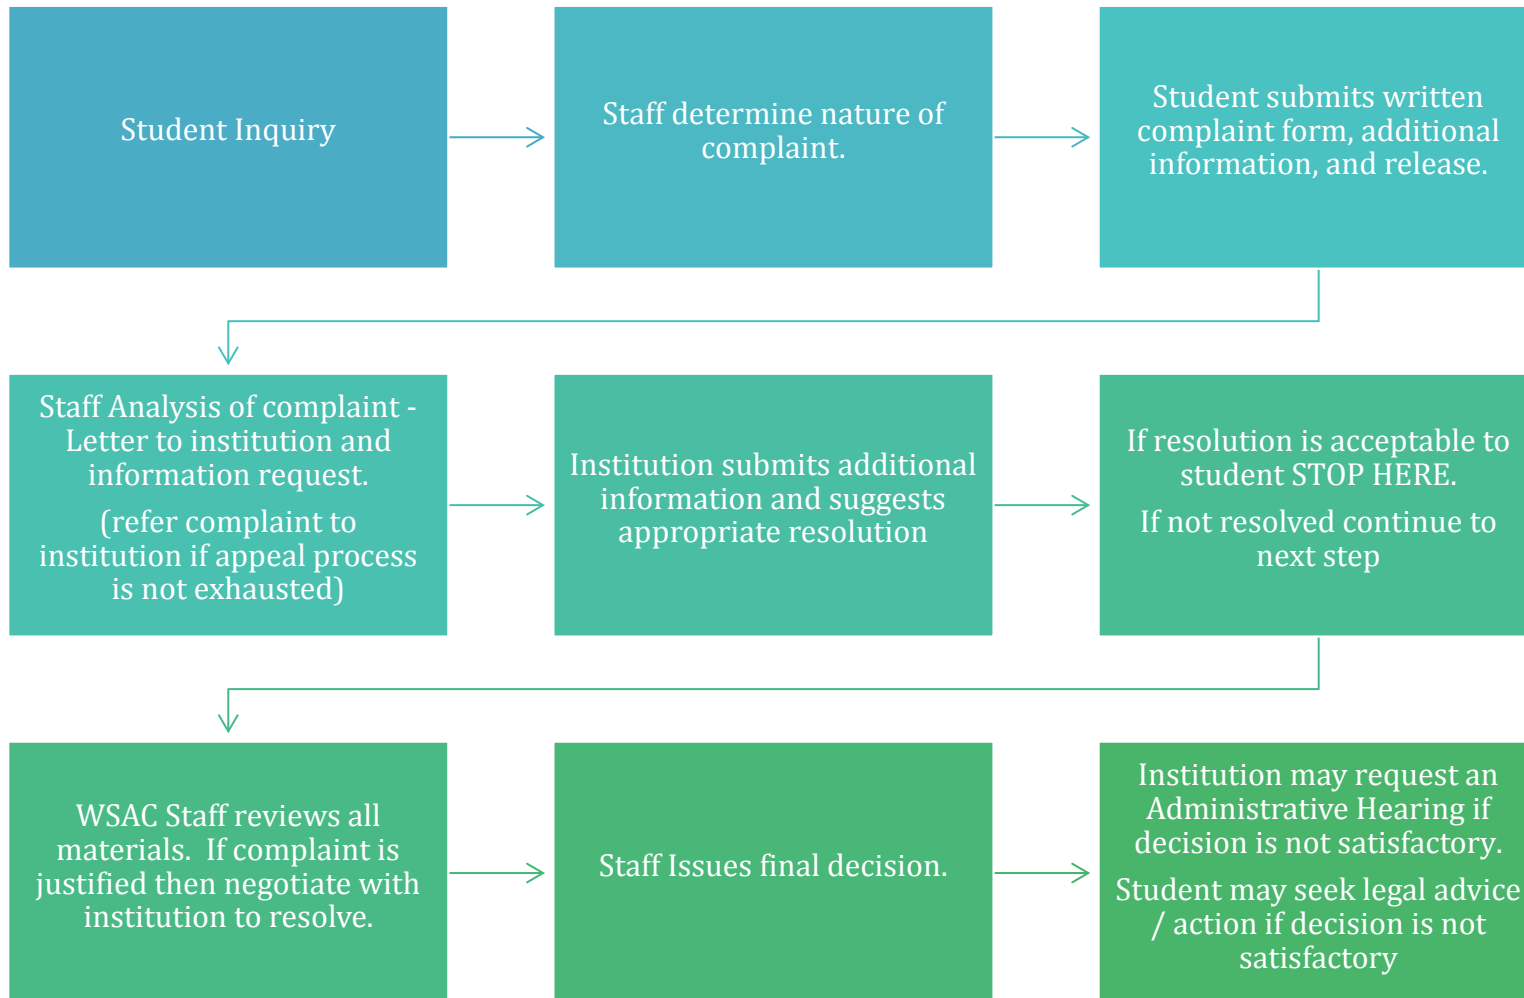 Student Inquiry
Staff determine nature of
complaint.
Student submits written
complaint form, additional
information, and release.
Staff Analysis of complaint -
Letter to institution and
information request.
(refer complaint to
institution if appeal process
is not exhausted)
Institution submits additional
information and suggests
appropriate resolution
If resolution is acceptable to
student STOP HERE.
If not resolved continue to
next step
WSAC Staff reviews all
materials.  If complaint is
justified then negotiate with
institution to resolve.
Staff Issues final decision.
Institution may request an
Administrative Hearing if
decision is not satisfactory.
Student may seek legal advice
/ action if decision is not
satisfactory